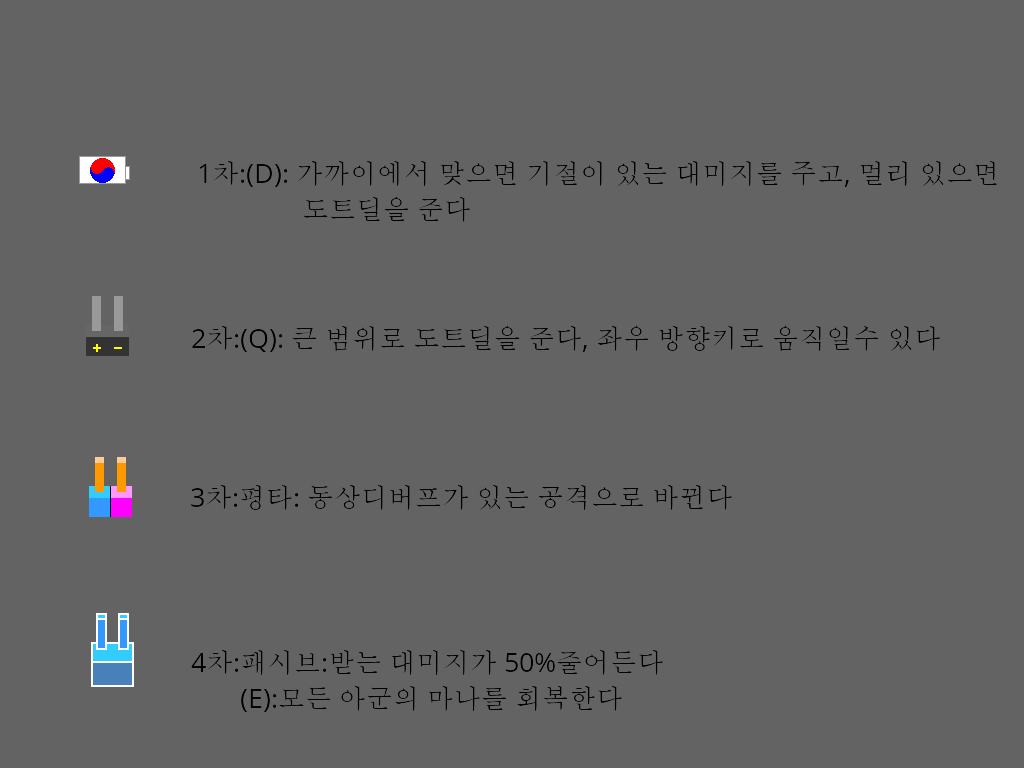 1차:(D): 가까이에서 맞으면 기절이 있는 대미지를 주고, 멀리 있으면
도트딜을 준다
+ −
2차:(Q): 큰 범위로 도트딜을 준다, 좌우 방향키로 움직일수 있다
3차:평타: 동상디버프가 있는 공격으로 바뀐다
4차:패시브:받는 대미지가 50%줄어든다
(E):모든 아군의 마나를 회복한다